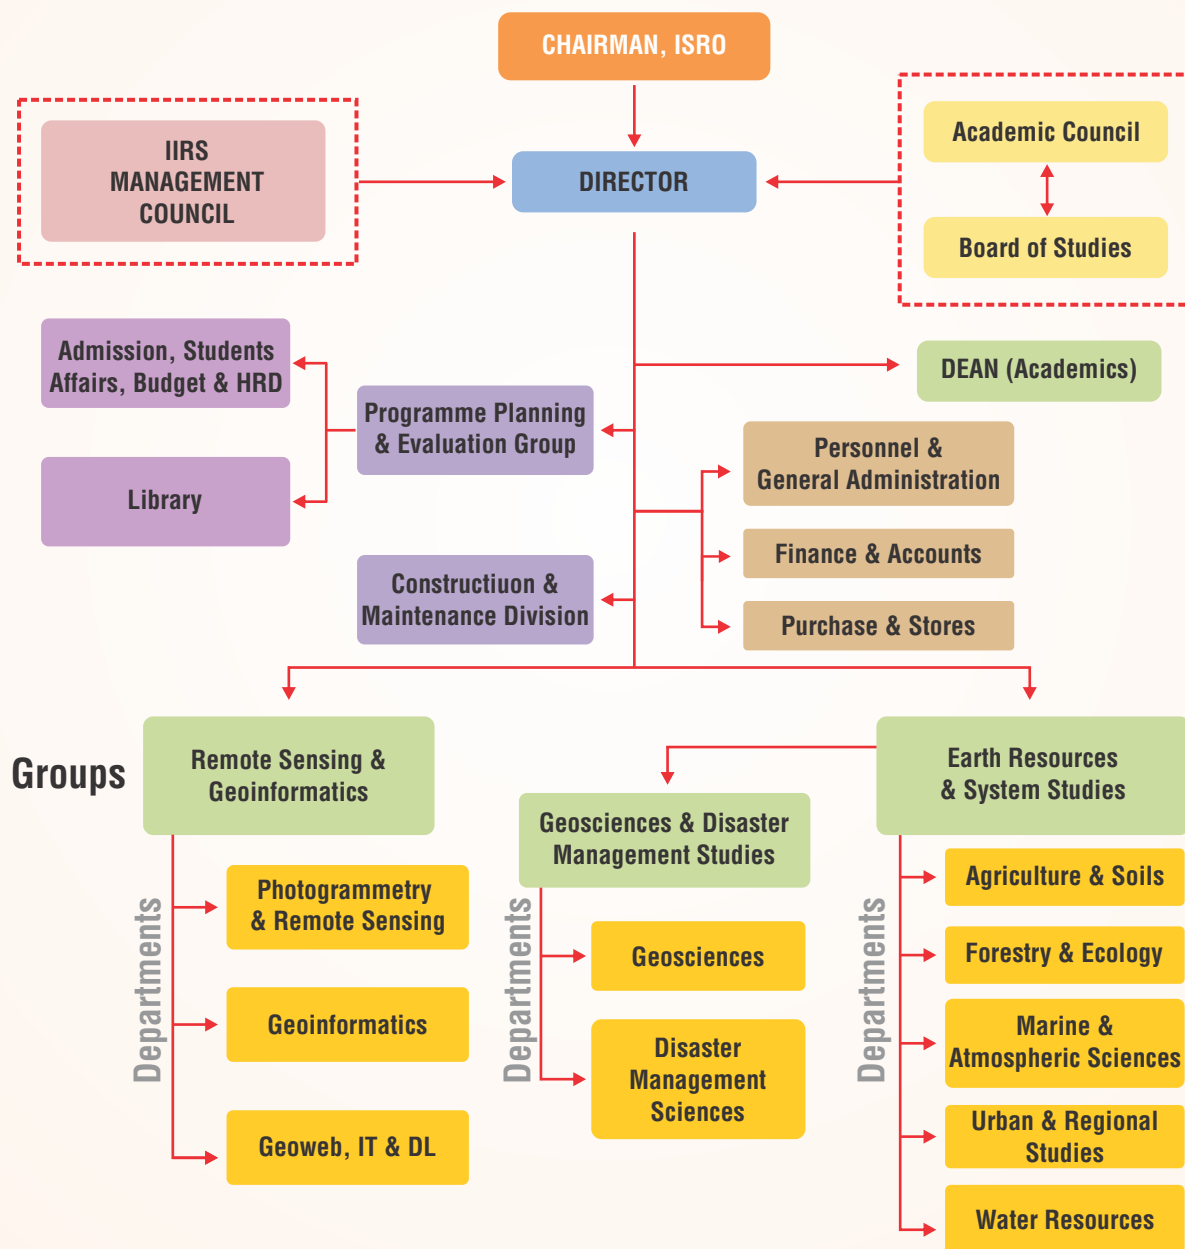 CHAIRMAN, ISRO
IIRS
MANAGEMENT
COUNCIL
DIRECTOR
Academic Council
Board of Studies
Admission, Students
Affairs, Budget & HRD
Programme Planning
& Evaluation Group
DEAN (Academics)
Library
Personnel &
General Administration
Finance & Accounts
Constructiuon &
Maintenance Division
Purchase & Stores
Groups
Remote Sensing &
Geoinformatics
Geosciences & Disaster
Management Studies
Earth Resources
& System Studies
Departments
Photogrammetry
& Remote Sensing
Geoinformatics
Geoweb, IT & DL
Departments
Geosciences
Disaster
Management
Sciences
Departments
Agriculture & Soils
Forestry & Ecology
Marine &
Atmospheric Sciences
Urban & Regional
Studies
Water Resources